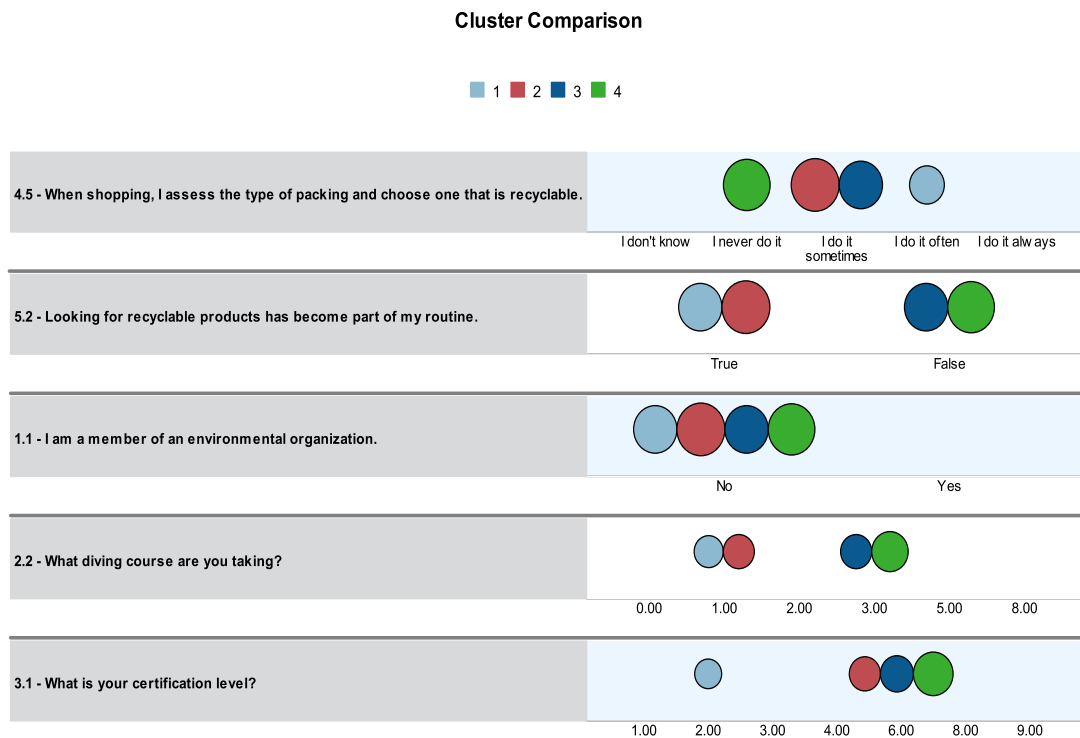 Cluster Comparison
1 2 3 4
4.5 - When shopping, I assess the type of packing and choose one that is recyclable.
I don't know I never do it I do it sometimes I do it often I do it always
5.2 - Looking for recyclable products has become part of my routine.
True False
1.1 - I am a member of an environmental organization.
No Yes
2.2 - What diving course are you taking?
0.00 1.00 2.00 3.00 5.00 8.00
3.1 - What is your certification level?
1.00 2.00 3.00 4.00 6.00 8.00 9.00